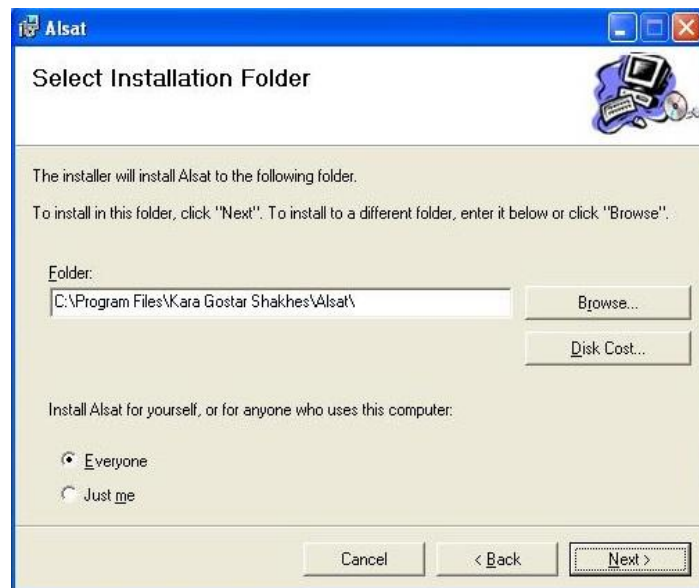 Alsat
Select Installation Folder
The installer will install Alsat to the following folder.
To install in this folder, click "Next". To install to a different folder, enter it below or click "Browse".
Folder:
C:\Program Files\Kara Gostar Shakhes\Alsat\
Browse...
Disk Cost...
Install Alsat for yourself, or for anyone who uses this computer:
Everyone
Just me
Cancel
< Back
Next >